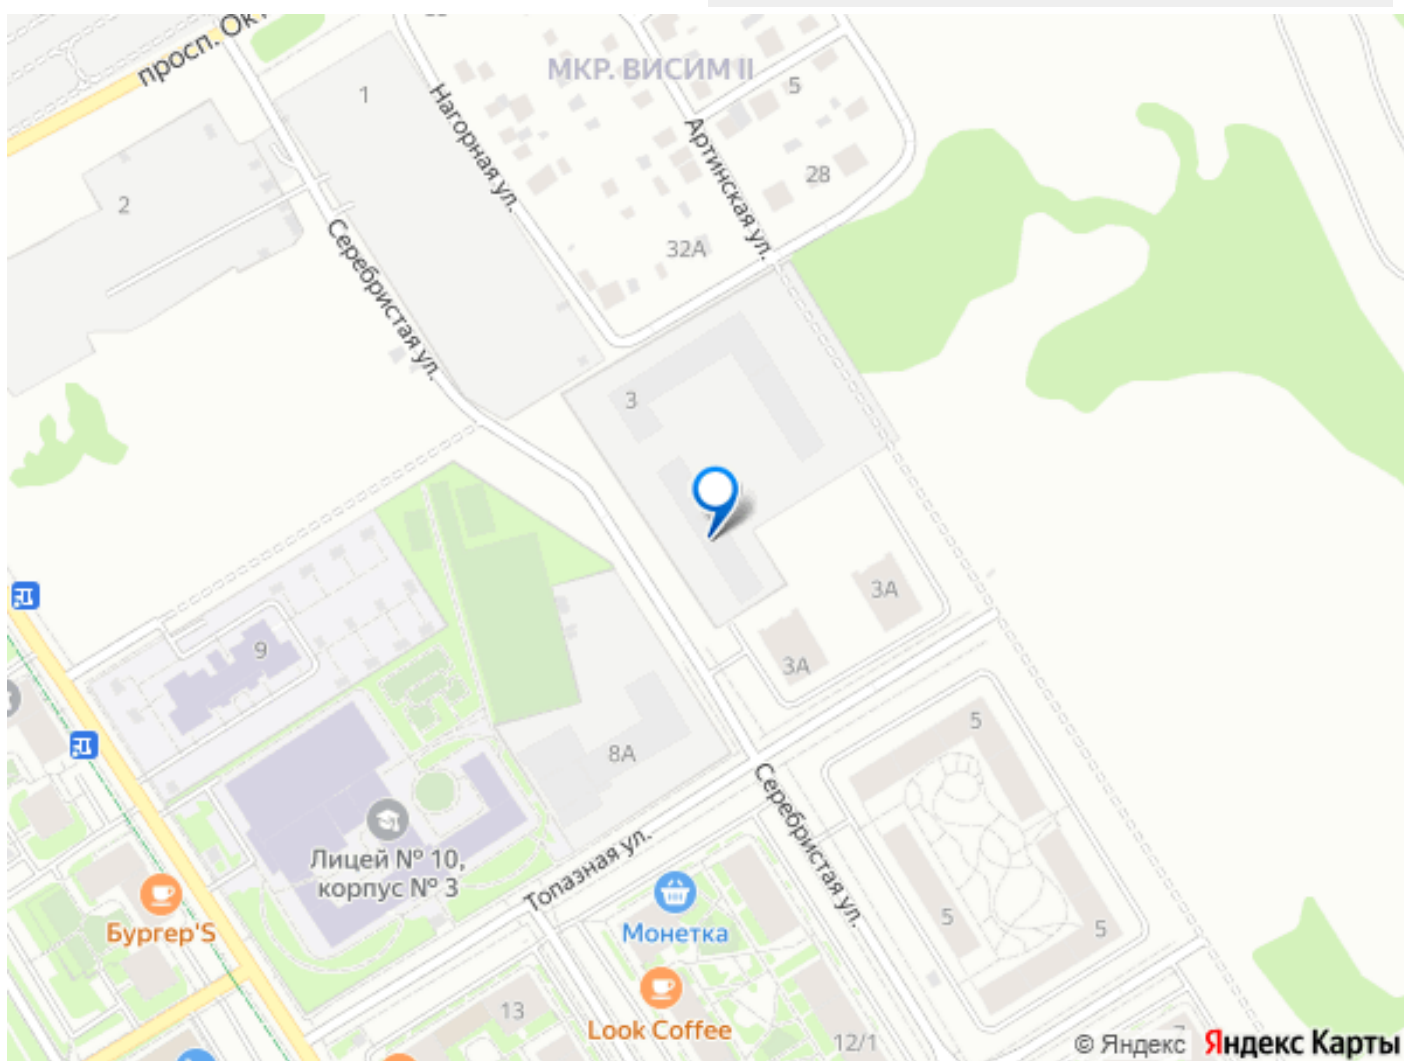 просп. Окт
МКР. ВИСИМ II
1
5
Нагорная ул.
Артинская ул.
28
2
32А
Серебристая ул.
3
3А
9
3А
5
8А
Серебристая ул.
Лицей № 10,
корпус № 3
Топазная ул.
Бургер'S
Монетка
5
5
13
Look Coffee
12/1
© Яндекс Яндекс Карты